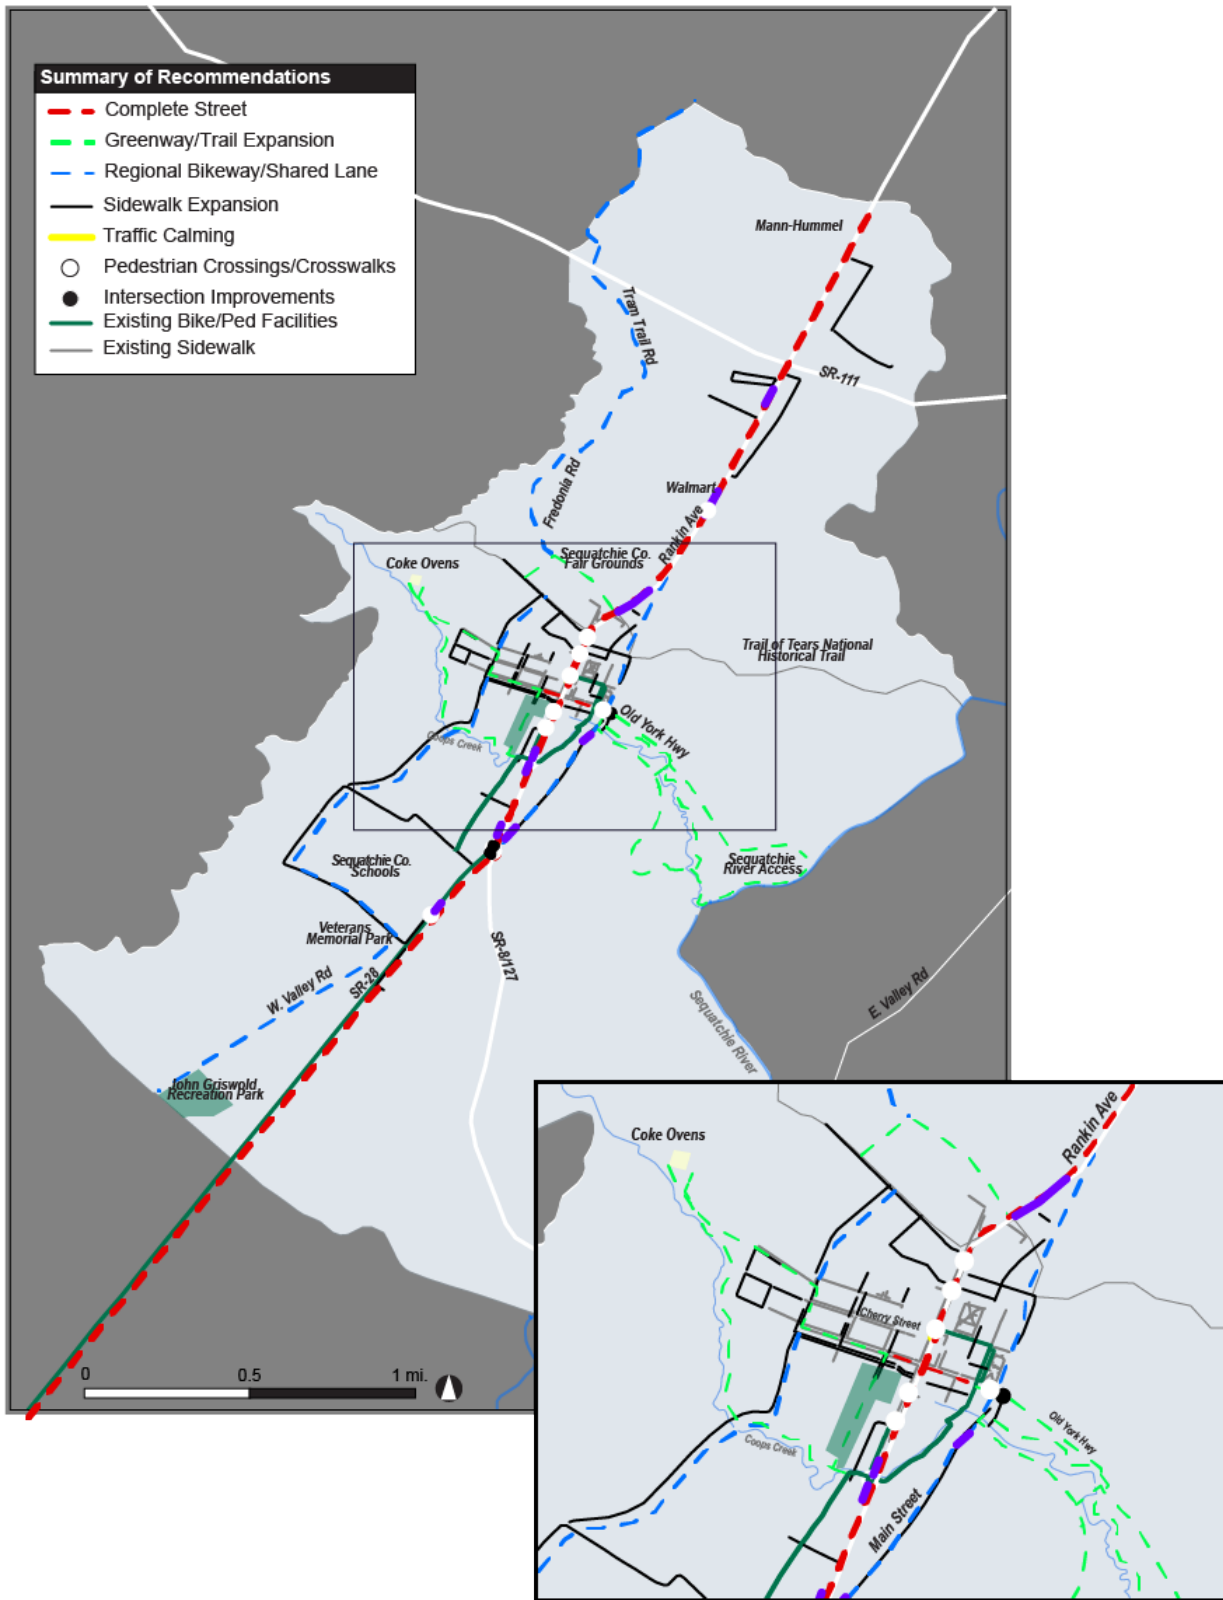 Summary of Recommendations
Complete Street
Greenway/Trail Expansion
Regional Bikeway/Shared Lane
Sidewalk Expansion
Traffic Calming
Pedestrian Crossings/Crosswalks
Intersection Improvements
Existing Bike/Ped Facilities
Existing Sidewalk
Mann-Hummel
Tram Trail Rd
SR-111
Fredonia Rd
Walmart
Rankin Ave
Coke Ovens
Sequatchie Co.
Fair Grounds
Trail of Tears National
Historical Trail
Old York Hwy
Coops Creek
Sequatchie Co.
Schools
Sequatchie
River Access
Veterans
Memorial Park
SR-8/127
SR-28
W. Valley Rd
E. Valley Rd
Sequatchie River
John Griswold
Recreation Park
0 0.5 1 mi.
Coke Ovens
Rankin Ave
Cherry Street
Old York Hwy
Coops Creek
Main Street